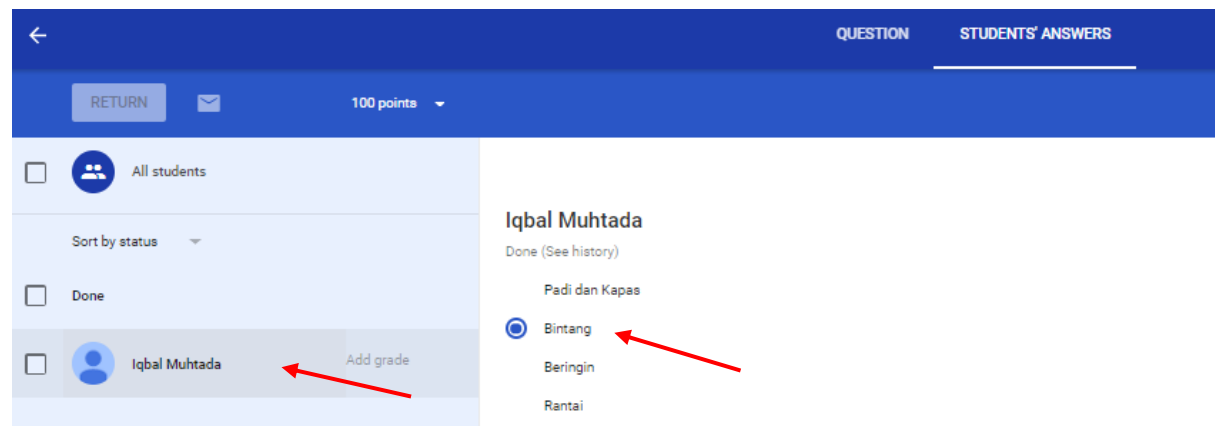 QUESTION STUDENTS' ANSWERS
RETURN 100 points
All students
Sort by status
Done
Iqbal Muhtada Add grade
Iqbal Muhtada
Done (See history)
Padi dan Kapas
Bintang
Beringin
Rantai